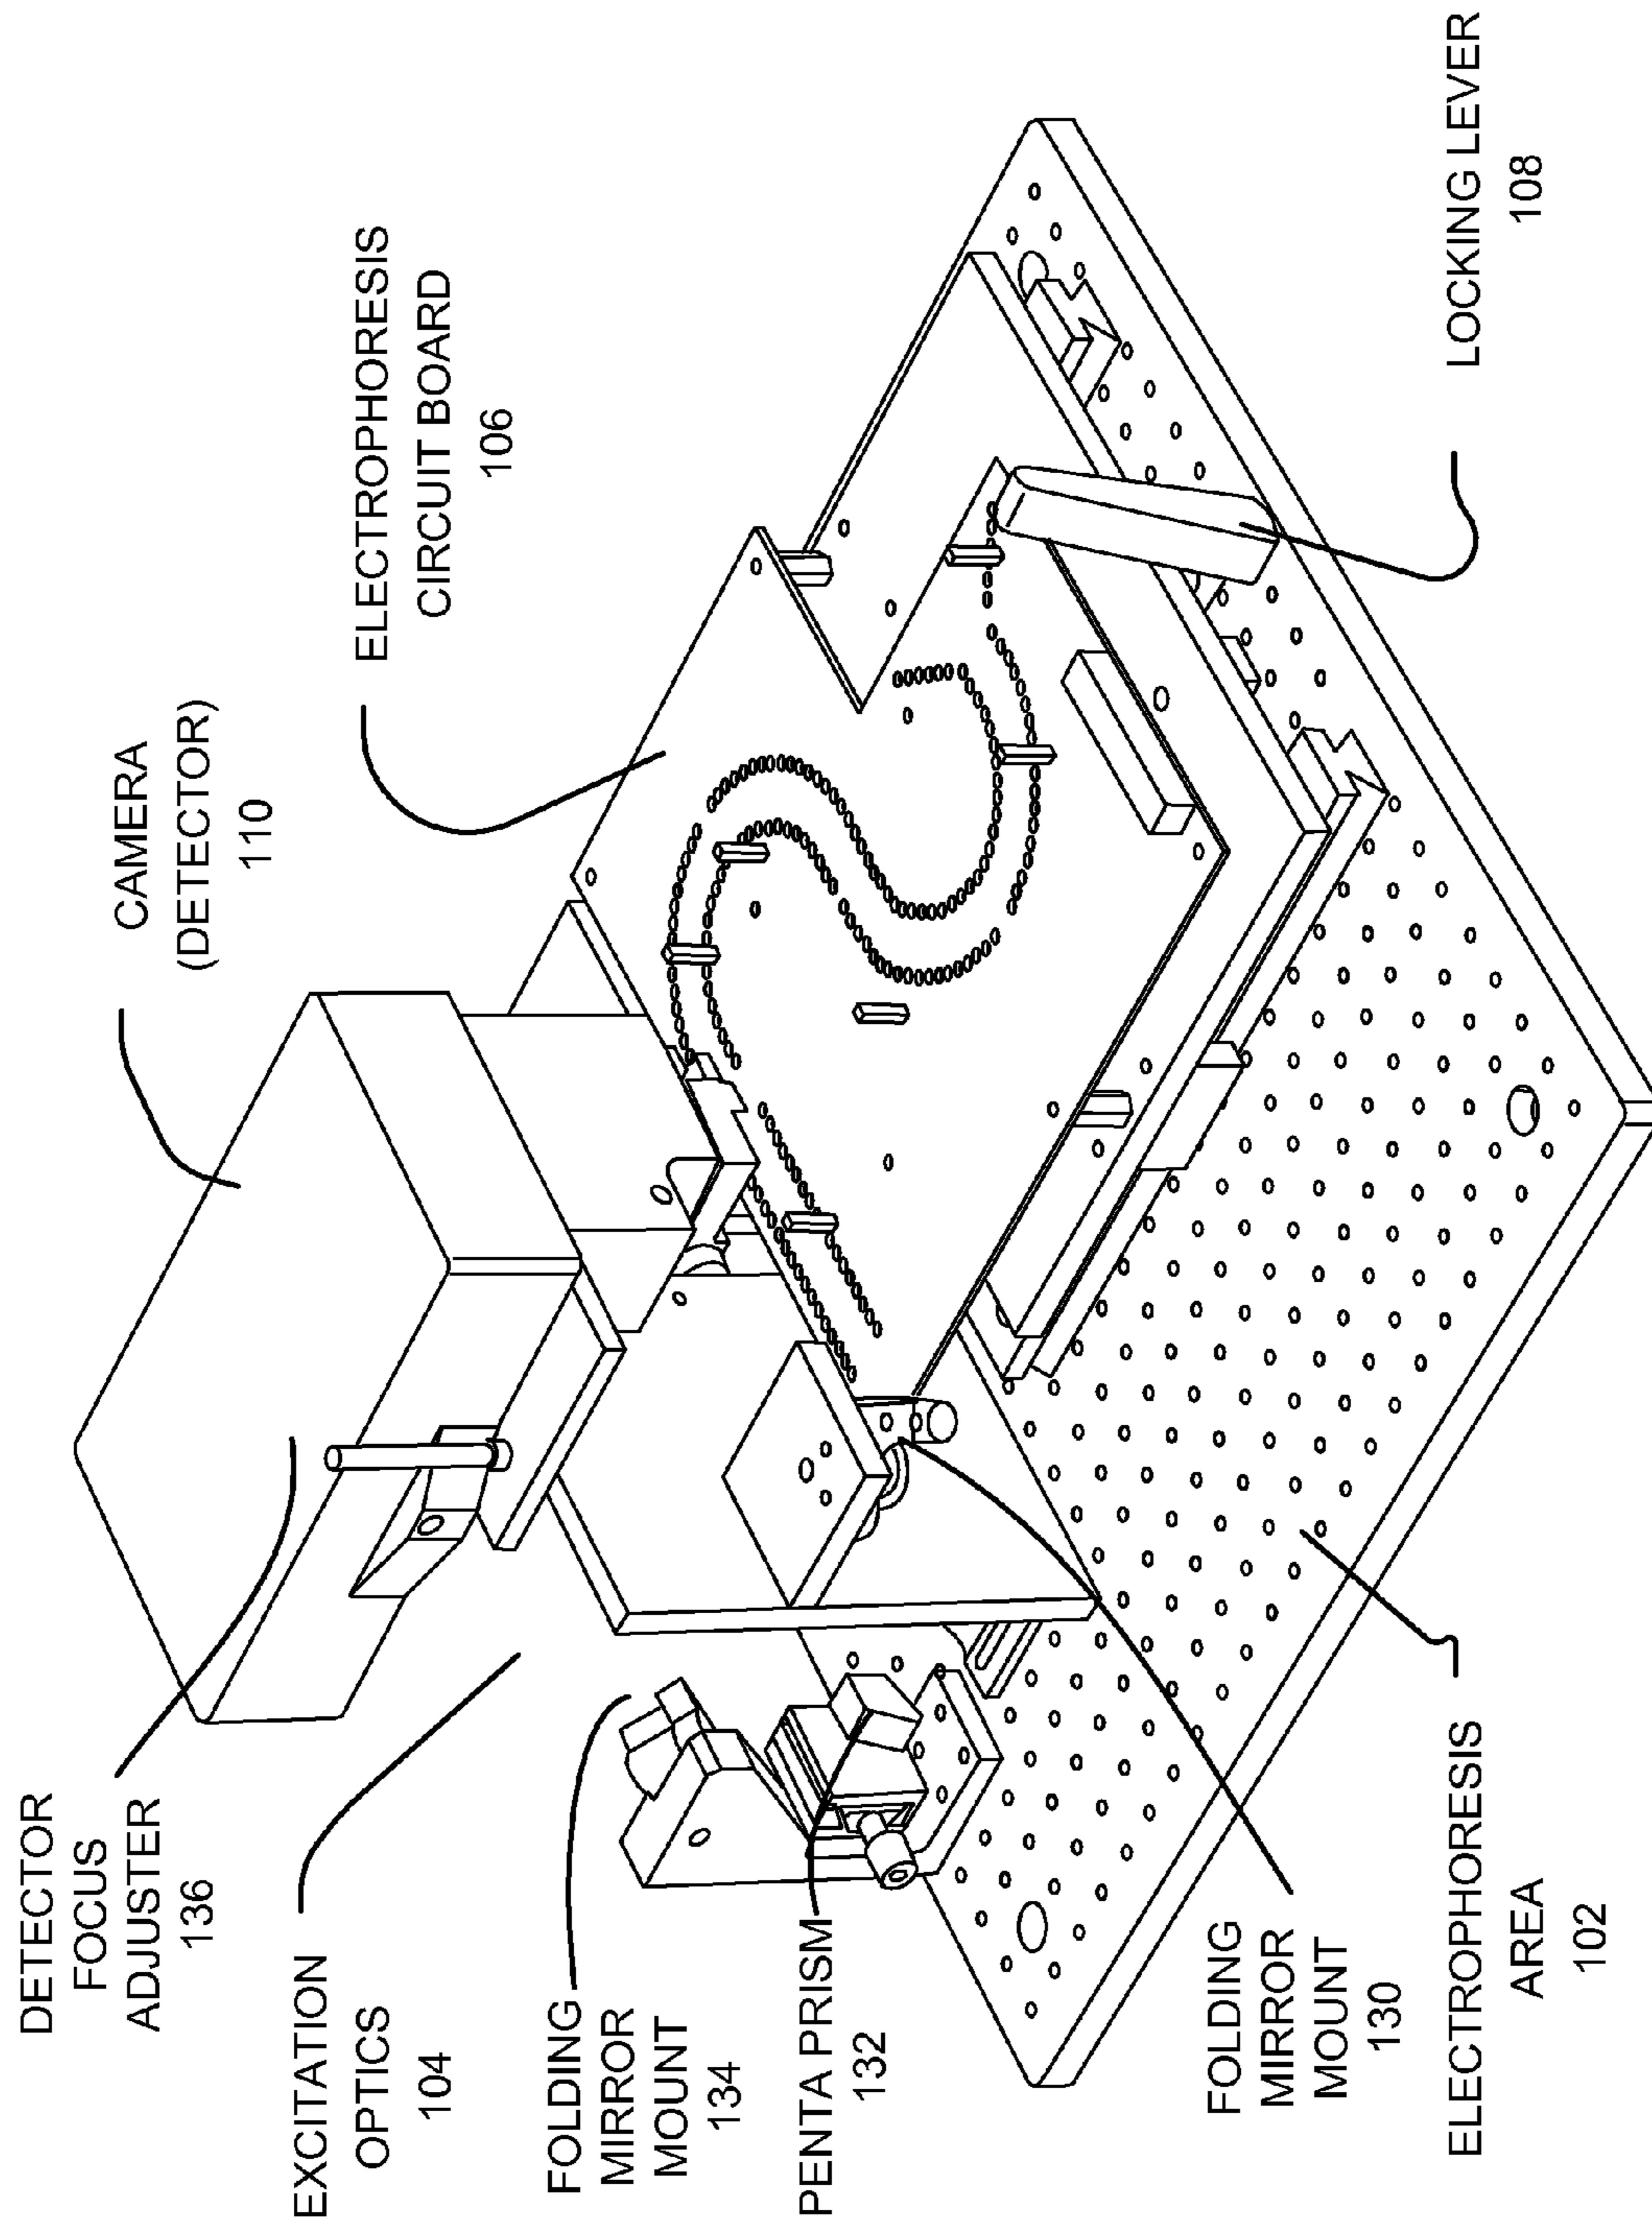 DETECTOR
FOCUS
ADJUSTER
136
EXCITATION
OPTICS
104
FOLDING
MIRROR
MOUNT
134
PENTA PRISM
132
FOLDING
MIRROR
MOUNT
130
ELECTROPHORESIS
AREA
102
CAMERA
(DETECTOR)
110
ELECTROPHORESIS
CIRCUIT BOARD
106
LOCKING LEVER
108